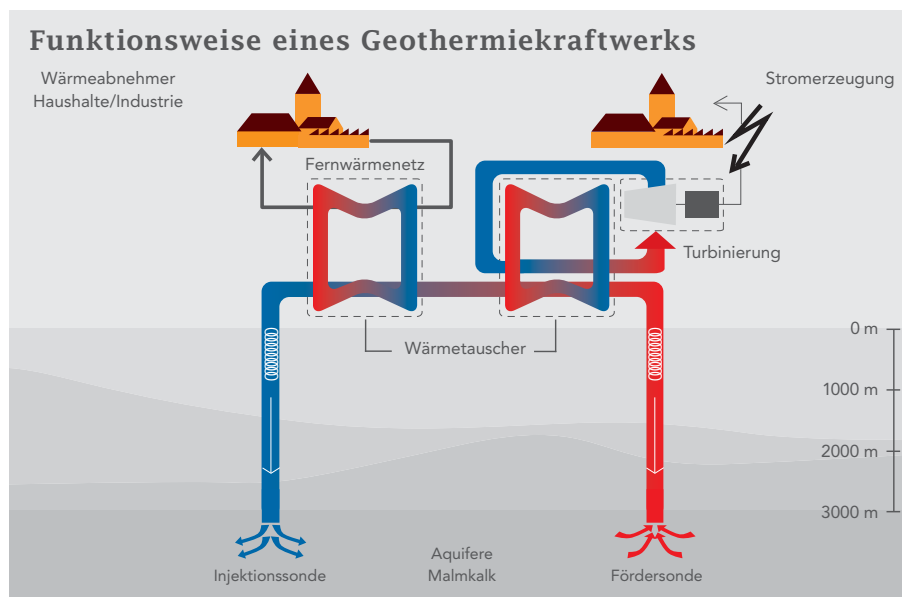 Funktionsweise eines Geothermiekraftwerks
Wärmeabnehmer
Haushalte/Industrie
Stromerzeugung
Fernwärmenetz
Turbinierung
Wärmetauscher
0 m
1000 m
2000 m
3000 m
Injektionssonde
Aquifere
Malmkalk
Fördersonde